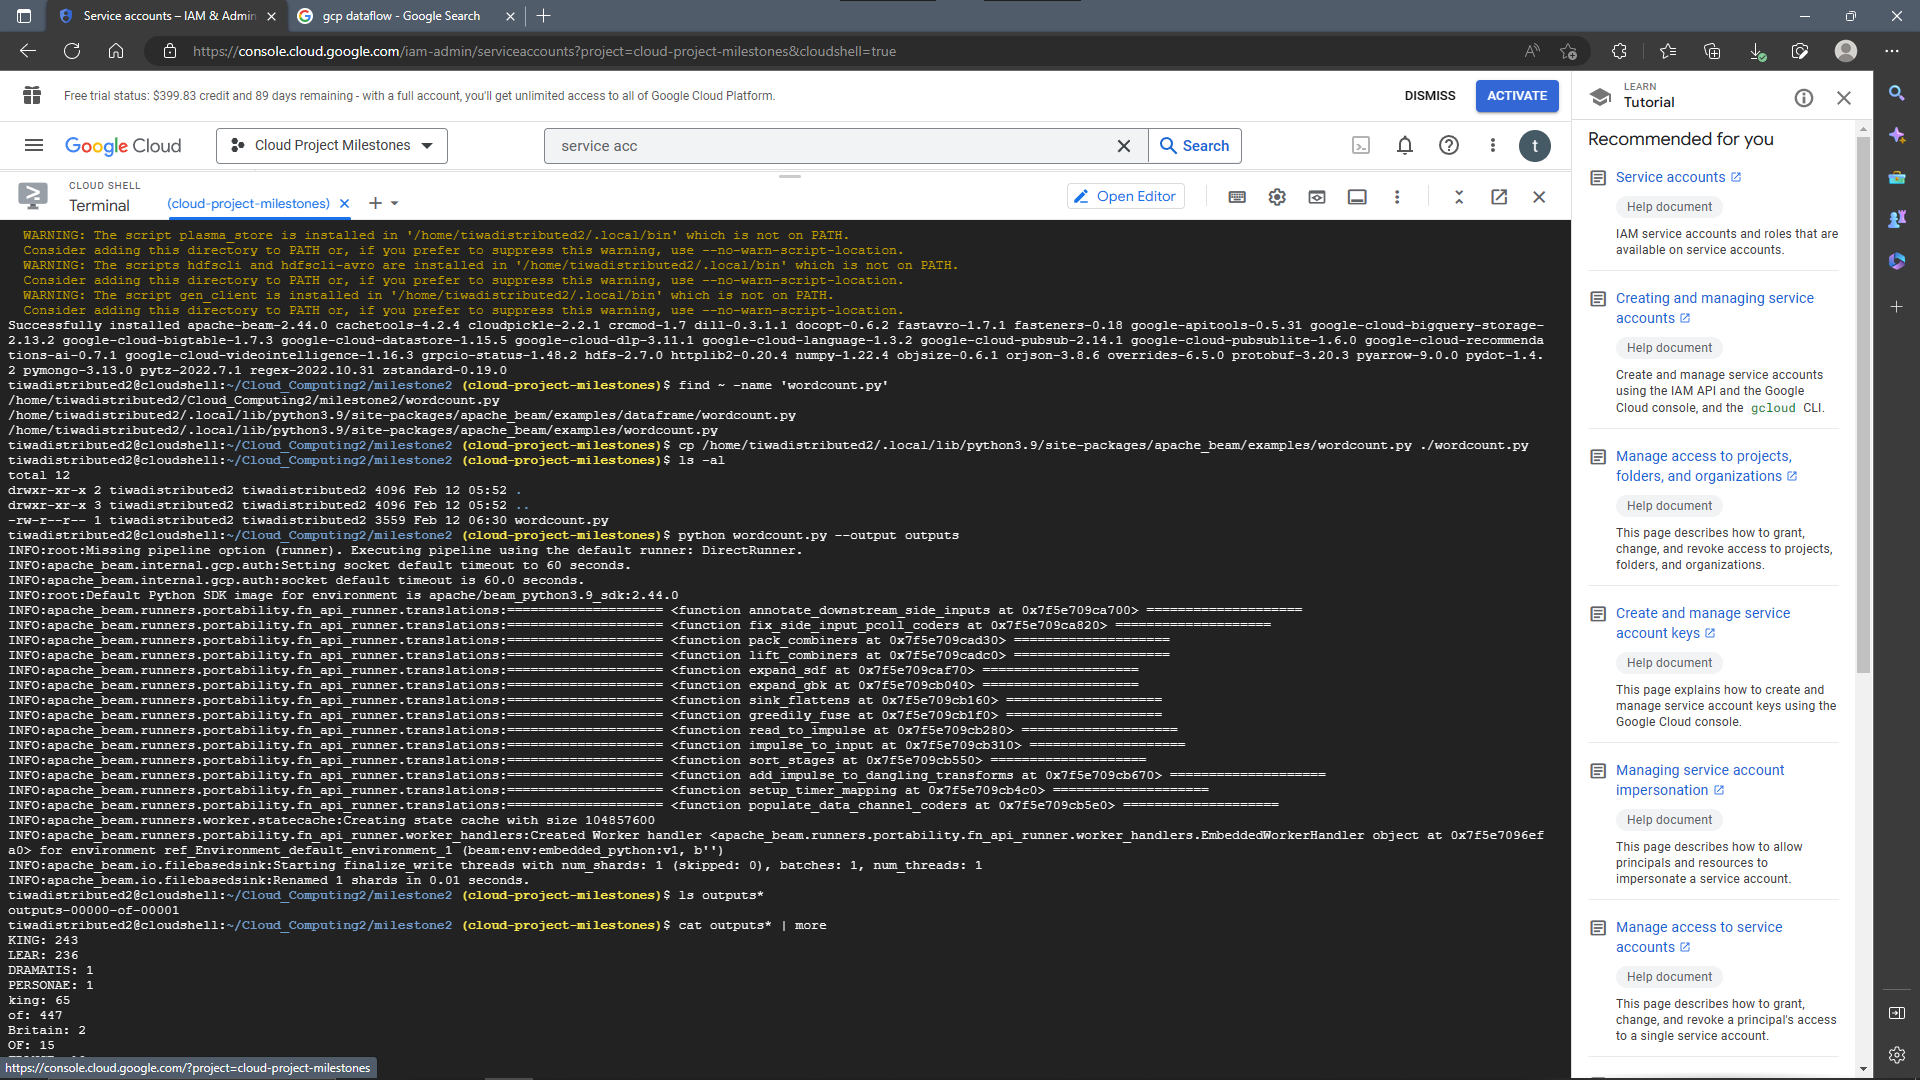 Service accounts – IAM & Admin
gcp dataflow - Google Search
https://console.cloud.google.com/iam-admin/serviceaccounts?project=cloud-project-milestones&cloudshell=true
Free trial status: $399.83 credit and 89 days remaining - with a full account, you'll get unlimited access to all of Google Cloud Platform.
DISMISS
ACTIVATE
Google Cloud
Cloud Project Milestones
service acc
Search
t
CLOUD SHELL
Terminal
(cloud-project-milestones)
Open Editor
WARNING: The script plasma_store is installed in '/home/tiwadistributed2/.local/bin' which is not on PATH.
Consider adding this directory to PATH or, if you prefer to suppress this warning, use --no-warn-script-location.
WARNING: The scripts hdfscli and hdfscli-avro are installed in '/home/tiwadistributed2/.local/bin' which is not on PATH.
Consider adding this directory to PATH or, if you prefer to suppress this warning, use --no-warn-script-location.
WARNING: The script gen_client is installed in '/home/tiwadistributed2/.local/bin' which is not on PATH.
Consider adding this directory to PATH or, if you prefer to suppress this warning, use --no-warn-script-location.
Successfully installed apache-beam-2.44.0 cachetools-4.2.4 cloudpickle-2.2.1 crcmod-1.7 dill-0.3.1.1 docopt-0.6.2 fastavro-1.7.1 fasteners-0.18 google-apitools-0.5.31 google-cloud-bigquery-storage-
2.13.2 google-cloud-bigtable-1.7.3 google-cloud-datastore-1.15.5 google-cloud-dlp-3.11.1 google-cloud-language-1.3.2 google-cloud-pubsub-2.14.1 google-cloud-pubsublite-1.6.0 google-cloud-recommenda
tions-ai-0.7.1 google-cloud-videointelligence-1.16.3 grpcio-status-1.48.2 hdfs-2.7.0 httplib2-0.20.4 numpy-1.22.4 objsize-0.6.1 orjson-3.8.6 overrides-6.5.0 protobuf-3.20.3 pyarrow-9.0.0 pydot-1.4.
2 pymongo-3.13.0 pytz-2022.7.1 regex-2022.10.31 zstandard-0.19.0
tiwadistributed2@cloudshell:~/Cloud_Computing2/milestone2 (cloud-project-milestones)$ find ~ -name 'wordcount.py'
/home/tiwadistributed2/Cloud_Computing2/milestone2/wordcount.py
/home/tiwadistributed2/.local/lib/python3.9/site-packages/apache_beam/examples/dataframe/wordcount.py
/home/tiwadistributed2/.local/lib/python3.9/site-packages/apache_beam/examples/wordcount.py
tiwadistributed2@cloudshell:~/Cloud_Computing2/milestone2 (cloud-project-milestones)$ cp /home/tiwadistributed2/.local/lib/python3.9/site-packages/apache_beam/examples/wordcount.py ./wordcount.py
tiwadistributed2@cloudshell:~/Cloud_Computing2/milestone2 (cloud-project-milestones)$ ls -al
total 12
drwxr-xr-x 2 tiwadistributed2 tiwadistributed2 4096 Feb 12 05:52 .
drwxr-xr-x 3 tiwadistributed2 tiwadistributed2 4096 Feb 12 05:52 ..
-rw-r--r-- 1 tiwadistributed2 tiwadistributed2 3559 Feb 12 06:30 wordcount.py
tiwadistributed2@cloudshell:~/Cloud_Computing2/milestone2 (cloud-project-milestones)$ python wordcount.py --output outputs
INFO:root:Missing pipeline option (runner). Executing pipeline using the default runner: DirectRunner.
INFO:apache_beam.internal.gcp.auth:Setting socket default timeout to 60 seconds.
INFO:apache_beam.internal.gcp.auth:socket default timeout is 60.0 seconds.
INFO:root:Default Python SDK image for environment is apache/beam_python3.9_sdk:2.44.0
INFO:apache_beam.runners.portability.fn_api_runner.translations:==================== <function annotate_downstream_side_inputs at 0x7f5e709ca700> ====================
INFO:apache_beam.runners.portability.fn_api_runner.translations:==================== <function fix_side_input_pcoll_coders at 0x7f5e709ca820> ====================
INFO:apache_beam.runners.portability.fn_api_runner.translations:==================== <function pack_combiners at 0x7f5e709cad30> ====================
INFO:apache_beam.runners.portability.fn_api_runner.translations:==================== <function lift_combiners at 0x7f5e709cadc0> ====================
INFO:apache_beam.runners.portability.fn_api_runner.translations:==================== <function expand_sdf at 0x7f5e709caf70> ====================
INFO:apache_beam.runners.portability.fn_api_runner.translations:==================== <function expand_gbk at 0x7f5e709cb040> ====================
INFO:apache_beam.runners.portability.fn_api_runner.translations:==================== <function sink_flattens at 0x7f5e709cb160> ====================
INFO:apache_beam.runners.portability.fn_api_runner.translations:==================== <function greedily_fuse at 0x7f5e709cb1f0> ====================
INFO:apache_beam.runners.portability.fn_api_runner.translations:==================== <function read_to_impulse at 0x7f5e709cb280> ====================
INFO:apache_beam.runners.portability.fn_api_runner.translations:==================== <function impulse_to_input at 0x7f5e709cb310> ====================
INFO:apache_beam.runners.portability.fn_api_runner.translations:==================== <function sort_stages at 0x7f5e709cb550> ====================
INFO:apache_beam.runners.portability.fn_api_runner.translations:==================== <function add_impulse_to_dangling_transforms at 0x7f5e709cb670> ====================
INFO:apache_beam.runners.portability.fn_api_runner.translations:==================== <function setup_timer_mapping at 0x7f5e709cb4c0> ====================
INFO:apache_beam.runners.portability.fn_api_runner.translations:==================== <function populate_data_channel_coders at 0x7f5e709cb5e0> ====================
INFO:apache_beam.runners.worker.statecache:Creating state cache with size 104857600
INFO:apache_beam.runners.portability.fn_api_runner.worker_handlers:Created Worker handler <apache_beam.runners.portability.fn_api_runner.worker_handlers.EmbeddedWorkerHandler object at 0x7f5e7096ef
a0> for environment ref_Environment_default_environment_1 (beam:env:embedded_python:v1, b'')
INFO:apache_beam.io.filebasedsink:Starting finalize_write threads with num_shards: 1 (skipped: 0), batches: 1, num_threads: 1
INFO:apache_beam.io.filebasedsink:Renamed 1 shards in 0.01 seconds.
tiwadistributed2@cloudshell:~/Cloud_Computing2/milestone2 (cloud-project-milestones)$ ls outputs*
outputs-00000-of-00001
tiwadistributed2@cloudshell:~/Cloud_Computing2/milestone2 (cloud-project-milestones)$ cat outputs* | more
KING: 243
LEAR: 236
DRAMATIS: 1
PERSONAE: 1
king: 65
of: 447
Britain: 2
OF: 15
https://console.cloud.google.com/?project=cloud-project-milestones
LEARN
Tutorial
Recommended for you
Service accounts
Help document
IAM service accounts and roles that are
available on service accounts.
Creating and managing service
accounts
Help document
Create and manage service accounts
using the IAM API and the Google
Cloud console, and the gcloud CLI.
Manage access to projects,
folders, and organizations
Help document
This page describes how to grant,
change, and revoke access to projects,
folders, and organizations.
Create and manage service
account keys
Help document
This page explains how to create and
manage service account keys using the
Google Cloud console.
Managing service account
impersonation
Help document
This page describes how to allow
principals and resources to
impersonate a service account.
Manage access to service
accounts
Help document
This page describes how to grant,
change, and revoke a principal's access
to a single service account.